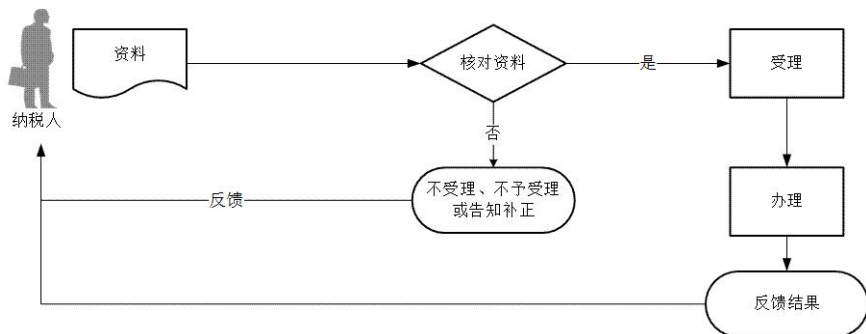 资料
核对资料
是
受理
纳税人
否
不受理、不予受理
或告知补正
反馈
办理
反馈结果